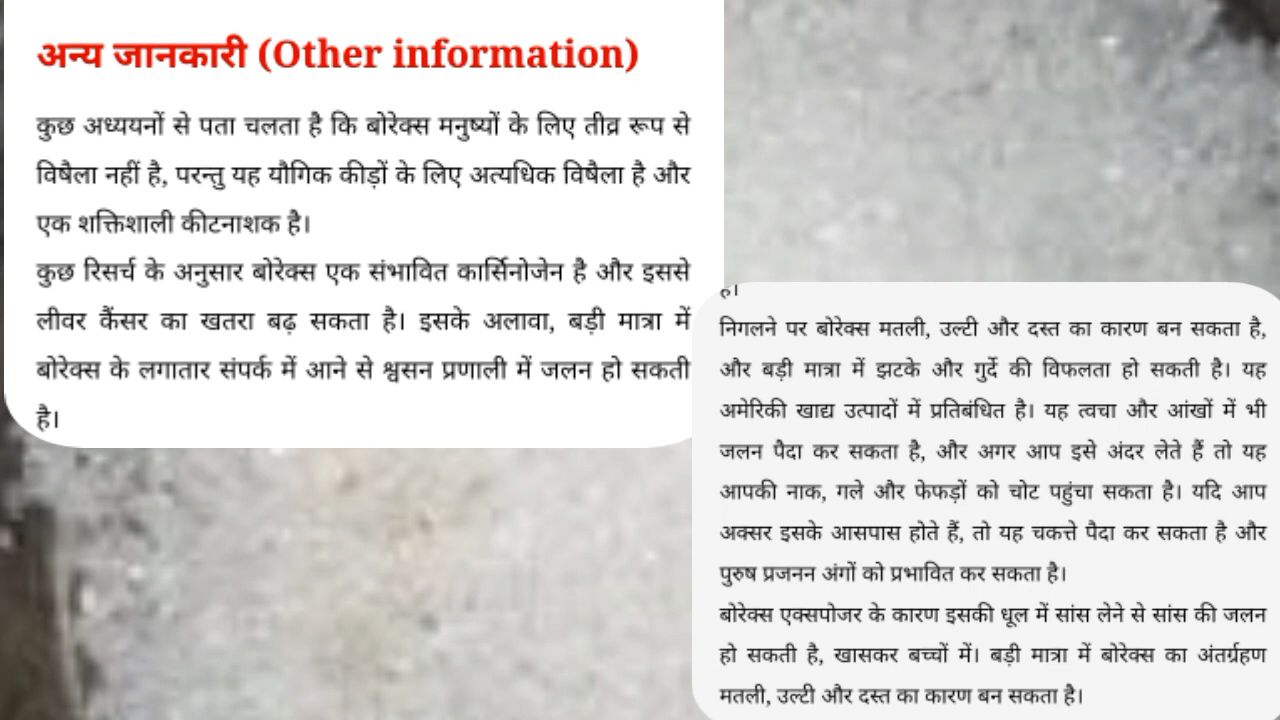 अन्य जानकारी (Other information)
कुछ अध्ययनों से पता चलता है कि बोरेक्स मनुष्यों के लिए तीव्र रूप से
विषैला नहीं है, परन्तु यह यौगिक कीड़ों के लिए अत्यधिक विषैला है और
एक शक्तिशाली कीटनाशक है।
कुछ रिसर्च के अनुसार बोरेक्स एक संभावित कार्सिनोजेन है और इससे
लीवर कैंसर का खतरा बढ़ सकता है। इसके अलावा, बड़ी मात्रा में
बोरेक्स के लगातार संपर्क में आने से श्वसन प्रणाली में जलन हो सकती
है।
है।
निगलने पर बोरेक्स मतली, उल्टी और दस्त का कारण बन सकता है,
और बड़ी मात्रा में झटके और गुर्दे की विफलता हो सकती है। यह
अमेरिकी खाद्य उत्पादों में प्रतिबंधित है। यह त्वचा और आंखों में भी
जलन पैदा कर सकता है, और अगर आप इसे अंदर लेते हैं तो यह
आपकी नाक, गले और फेफड़ों को चोट पहुंचा सकता है। यदि आप
अक्सर इसके आसपास होते हैं, तो यह चकत्ते पैदा कर सकता है और
पुरुष प्रजनन अंगों को प्रभावित कर सकता है।
बोरेक्स एक्सपोजर के कारण इसकी धूल में सांस लेने से सांस की जलन
हो सकती है, खासकर बच्चों में। बड़ी मात्रा में बोरेक्स का अंतर्ग्रहण
मतली, उल्टी और दस्त का कारण बन सकता है।